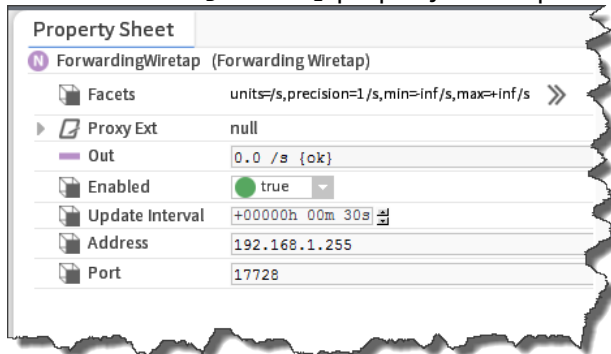 Property Sheet
N ForwardingWiretap (Forwarding Wiretap)
Facets units=/s,precision=1/s,min=-inf/s,max=+inf/s
Proxy Ext null
Out 0.0 /s {ok}
Enabled true
Update Interval +00000h 00m 30s
Address 192.168.1.255
Port 17728